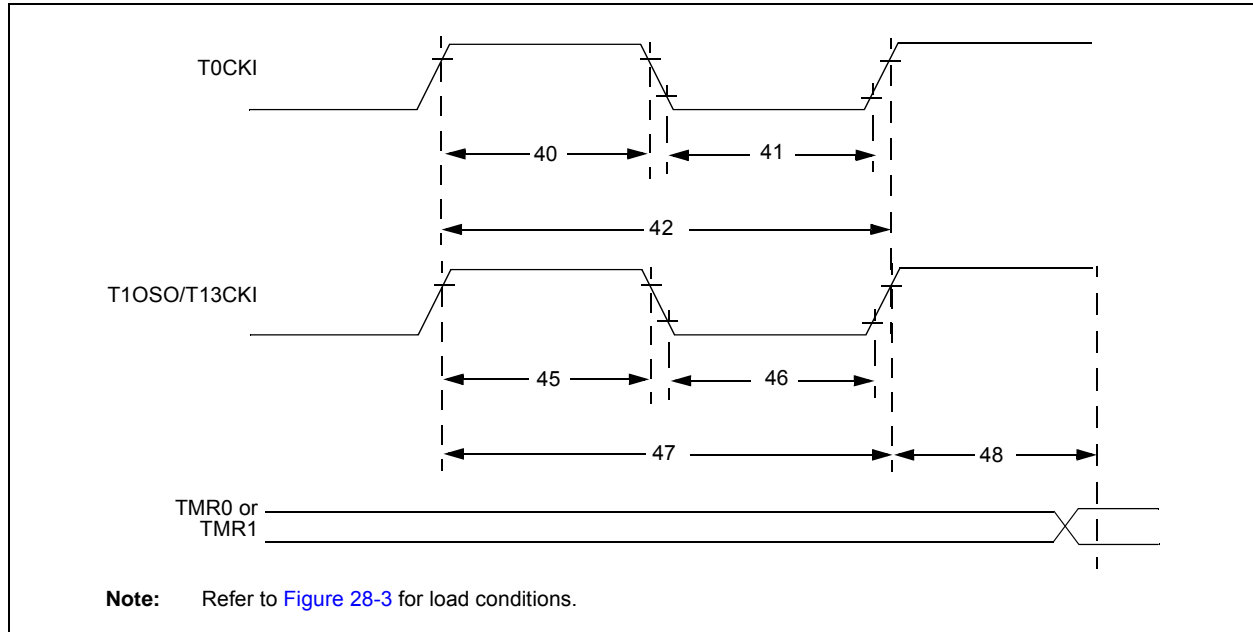 T0CKI
40
41
42
T1OSO/T13CKI
45
46
47
48
TMR0 or
TMR1
Note: Refer to Figure 28-3 for load conditions.